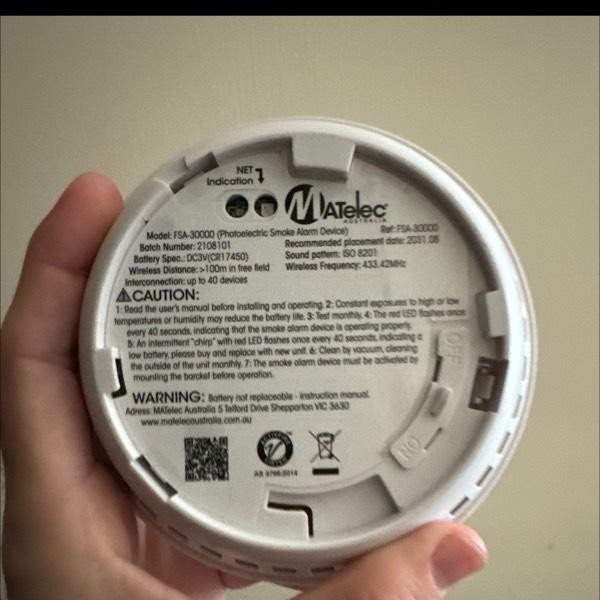 NET
Indication
MATelec
AUSTRALIA
Model: FSA-30000 (Photoelectric Smoke Alarm Device) Ref: FSA-30000
Batch Number: 2108101 Recommended placement date: 2031.08
Battery Spec.: DC3V(CR17450) Sound pattern: ISO 8201
Wireless Distance: >100m in free field Wireless Frequency: 433.42MHz
Interconnection: up to 40 devices
CAUTION:
1: Read the user's manual before installing and operating. 2: Constant exposures to high or low
temperatures or humidity may reduce the battery life. 3: Test monthly. 4: The red LED flashes once
every 40 seconds, indicating that the smoke alarm device is operating properly.
5: An intermittent "chirp" with red LED flashes once every 40 seconds, indicating a
low battery, please buy and replace with new unit. 6: Clean by vacuum, cleaning
the outside of the unit monthly. 7: The smoke alarm device must be activated by
mounting the barcket before operation.
OFF
ON
WARNING: Battery not replaceable - instruction manual.
Adress: MATelec Australia 5 Telford Drive Shepparton VIC 3630
www.matelecaustralia.com.au
AS 3786:2014